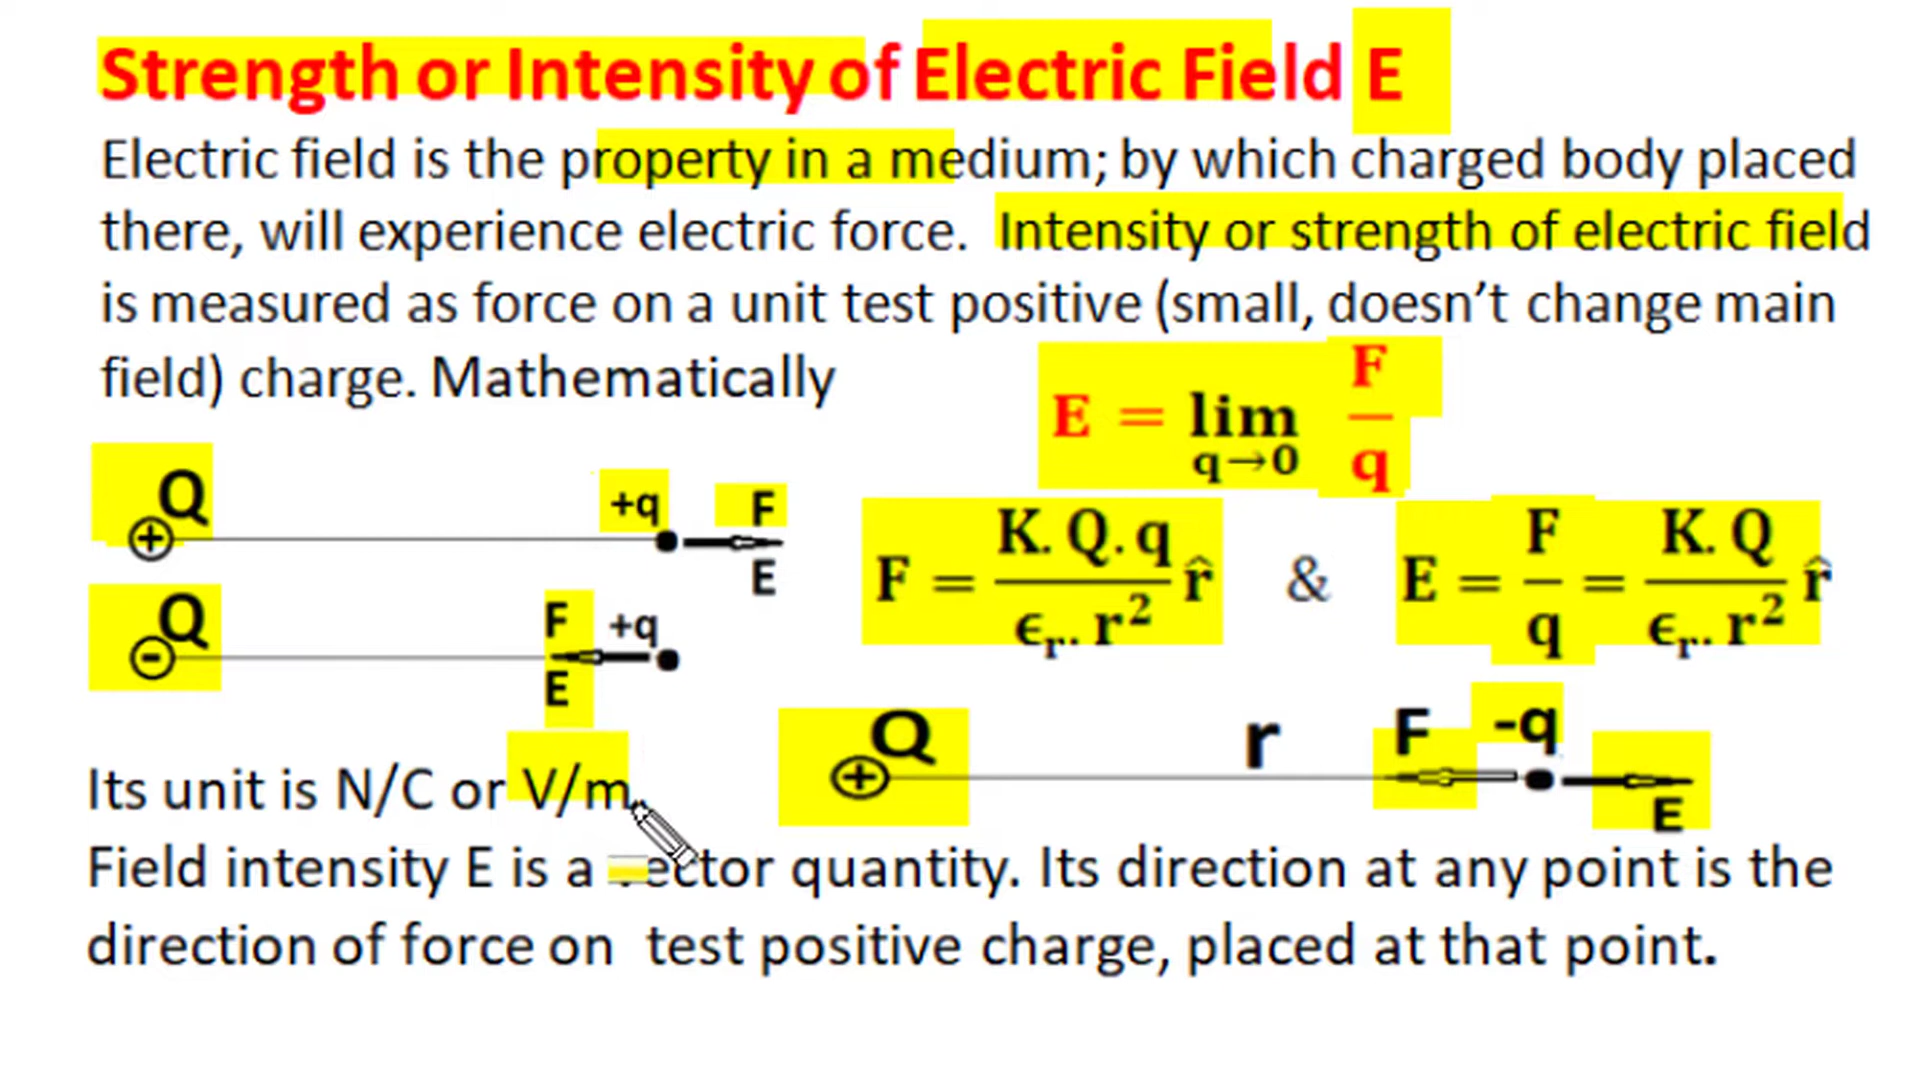 Strength or Intensity of Electric Field E
Electric field is the property in a medium; by which charged body placed
there, will experience electric force. Intensity or strength of electric field
is measured as force on a unit test positive (small, doesn’t change main
field) charge. Mathematically
E = lim q→0 F/q
Q +q F
+ E
Q F +q
- E
F = K. Q. q / ϵr. r² r̂ & E = F/q = K. Q / ϵr. r² r̂
Q r F -q
+ E
Its unit is N/C or V/m
Field intensity E is a vector quantity. Its direction at any point is the
direction of force on test positive charge, placed at that point.